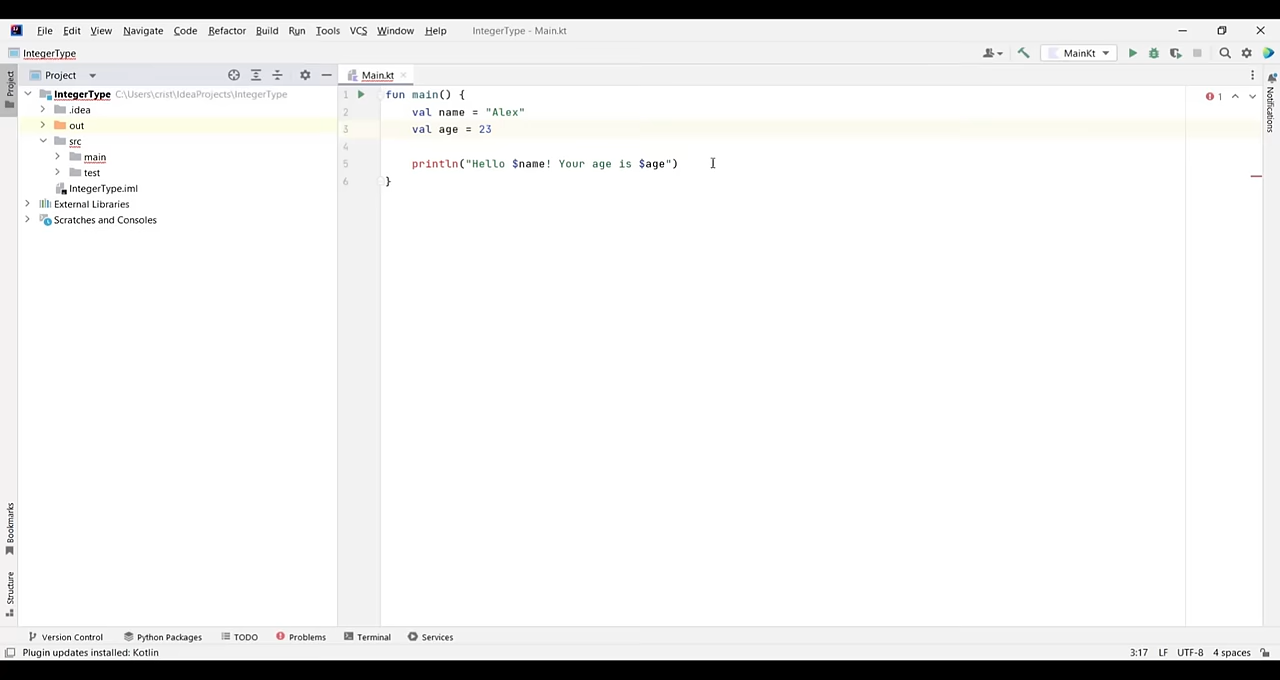 File Edit View Navigate Code Refactor Build Run Tools VCS Window Help IntegerType - Main.kt
IntegerType MainKt
Project
Project Main.kt
IntegerType C:\Users\crist\IdeaProjects\IntegerType
.idea
out
src
main
test
IntegerType.iml
External Libraries
Scratches and Consoles
1 fun main() {
2 val name = "Alex"
3 val age = 23
4
5 println("Hello $name! Your age is $age")
6 }
1
Notifications
Bookmarks
Structure
Version Control Python Packages TODO Problems Terminal Services
Plugin updates installed: Kotlin 3:17 LF UTF-8 4 spaces